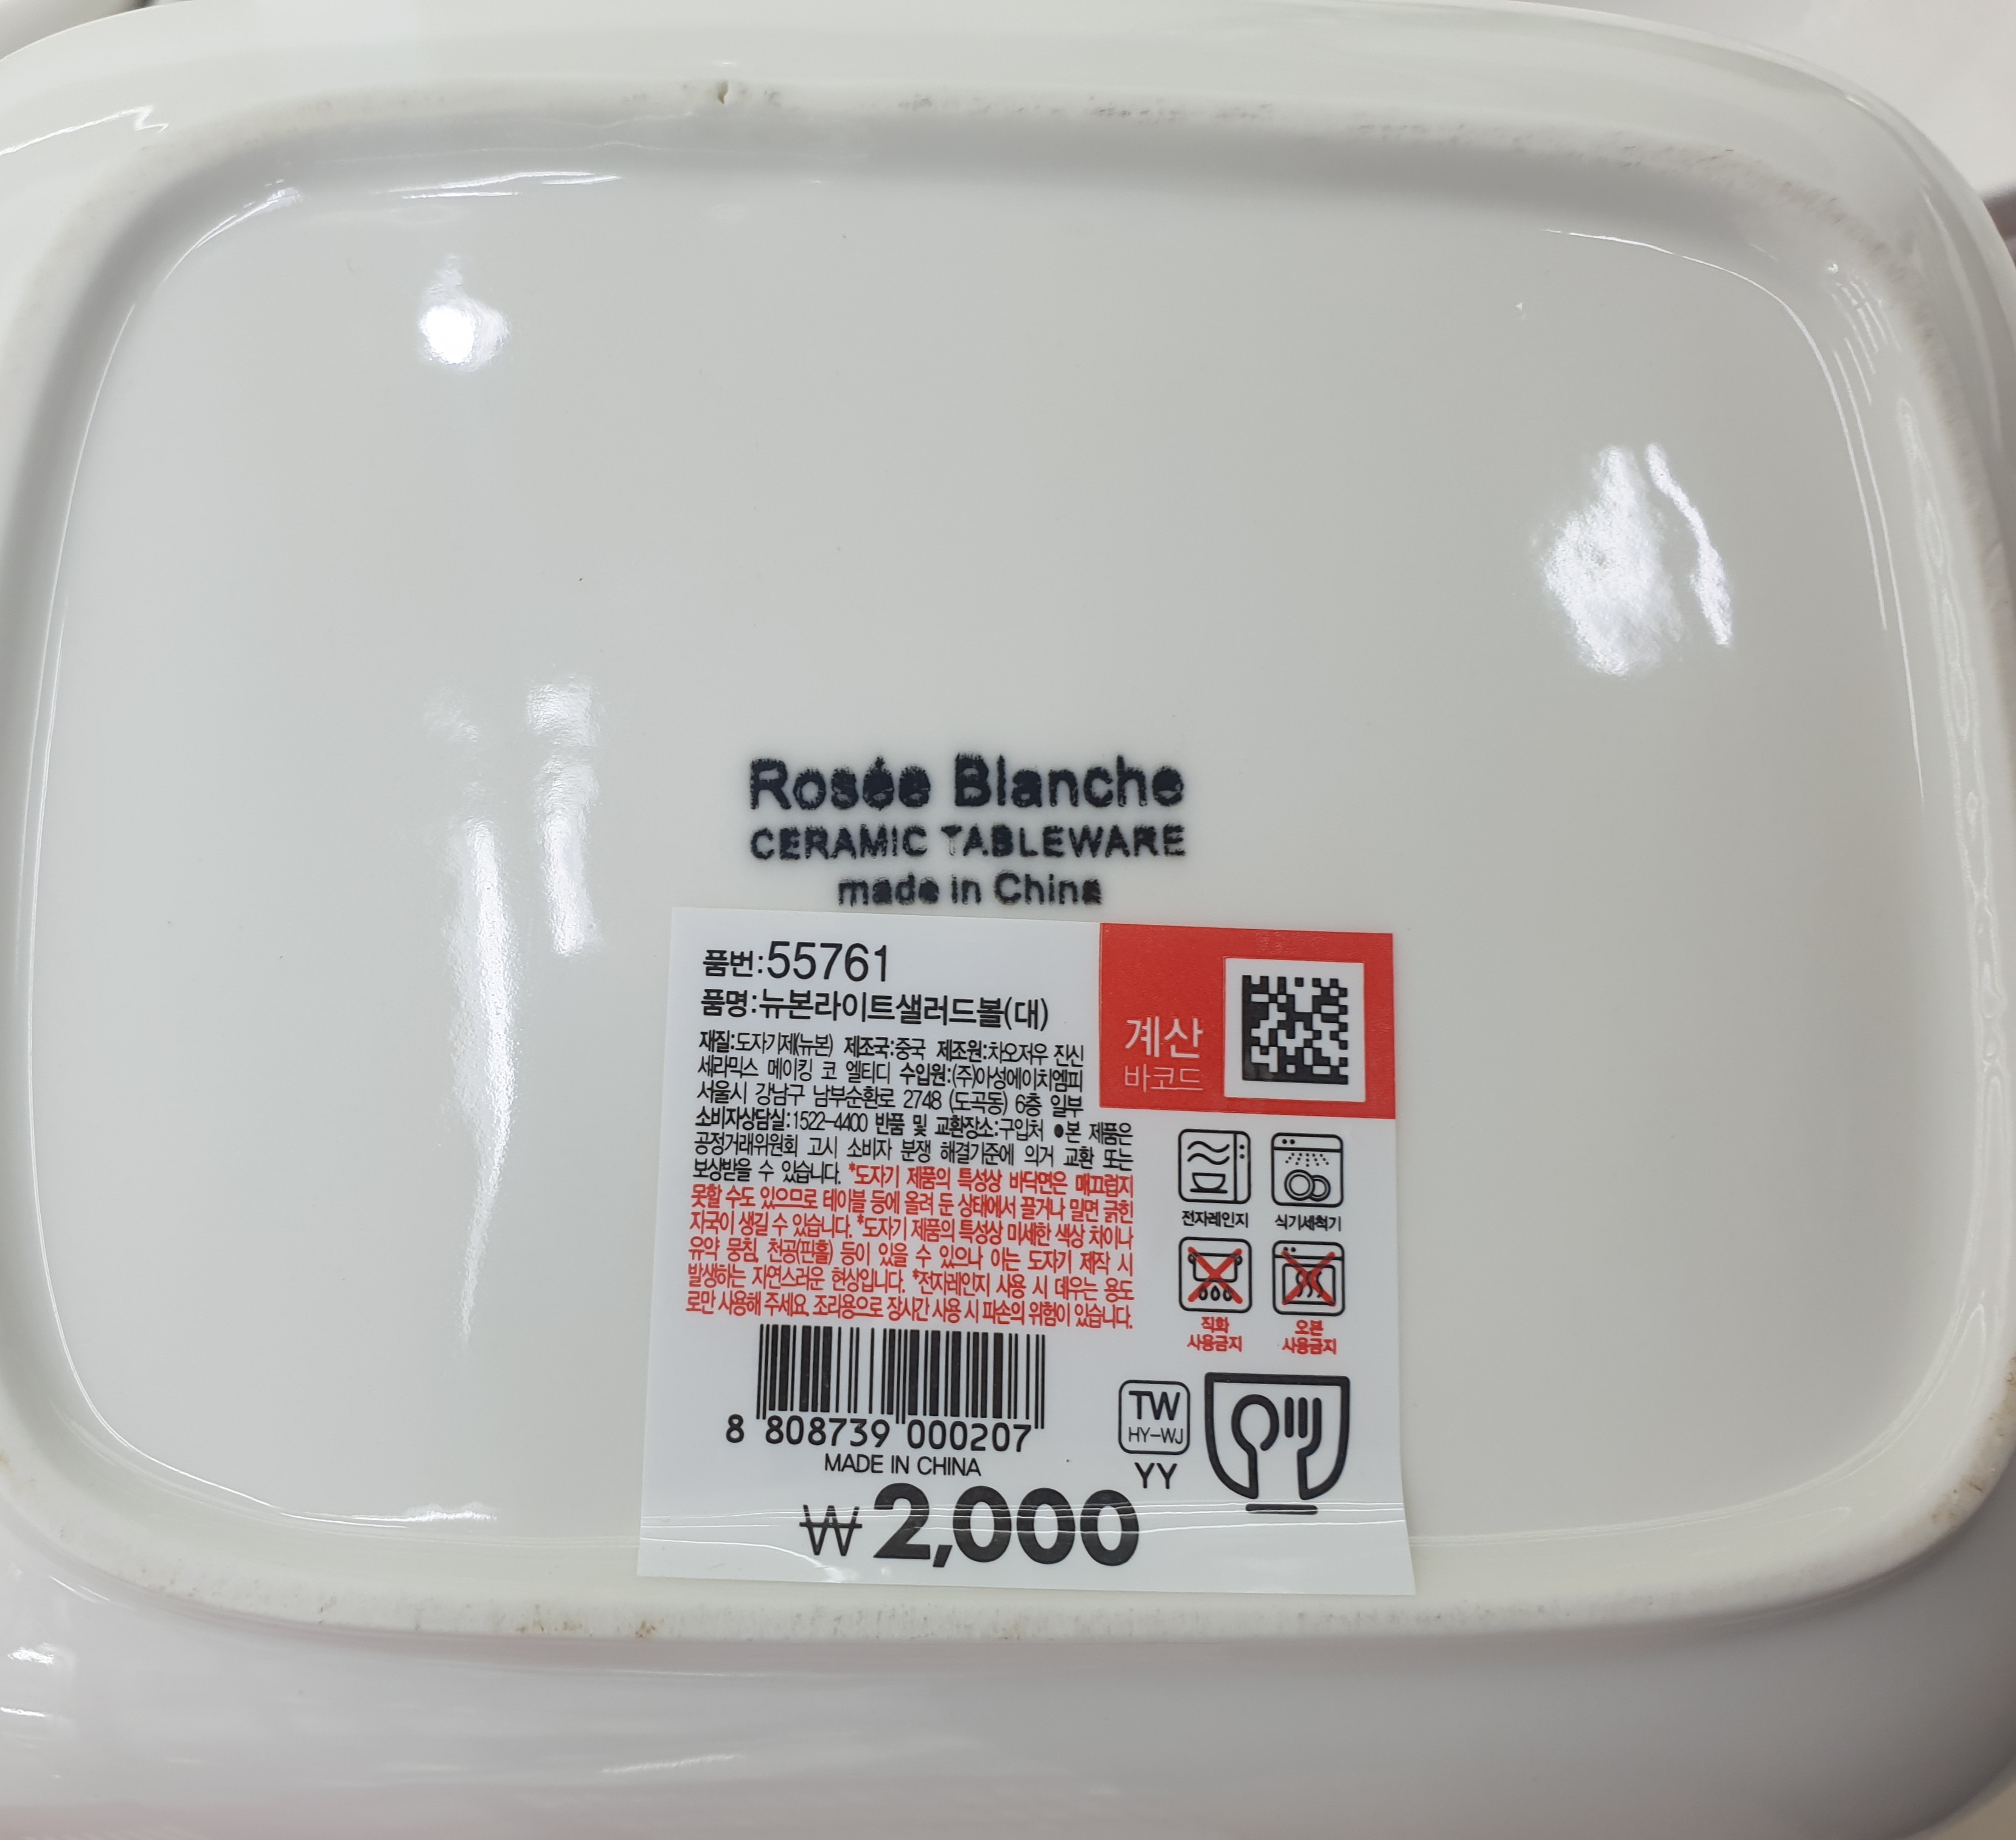 Rosée Blanche
CERAMIC TABLEWARE
made in China
품번:55761
품명:뉴본라이트샐러드볼(대)
재질:도자기제(뉴본) 제조국:중국 제조원:차오저우 진신
세라믹스 메이킹 코 엘티디 수입원:(주)아성에이치엠피
서울시 강남구 남부순환로 2748 (도곡동) 6층 일부
소비자상담실:1522-4400 반품 및 교환장소:구입처 ●본 제품은
공정거래위원회 고시 소비자 분쟁 해결기준에 의거 교환 또는
보상받을 수 있습니다. *도자기 제품의 특성상 바닥면은 매끄럽지
못할 수도 있으므로 테이블 등에 올려 둔 상태에서 끌거나 밀면 긁힌
자국이 생길 수 있습니다. *도자기 제품의 특성상 미세한 색상 차이나
유약 뭉침, 천공(핀홀) 등이 있을 수 있으나 이는 도자기 제작 시
발생하는 자연스러운 현상입니다. *전자레인지 사용 시 데우는 용도
로만 사용해 주세요. 조리용으로 장시간 사용 시 파손의 위험이 있습니다.
계산
바코드
전자레인지
식기세척기
직화
사용금지
오븐
사용금지
8 808739 000207
MADE IN CHINA
₩2,000
TW
HY-WJ
YY